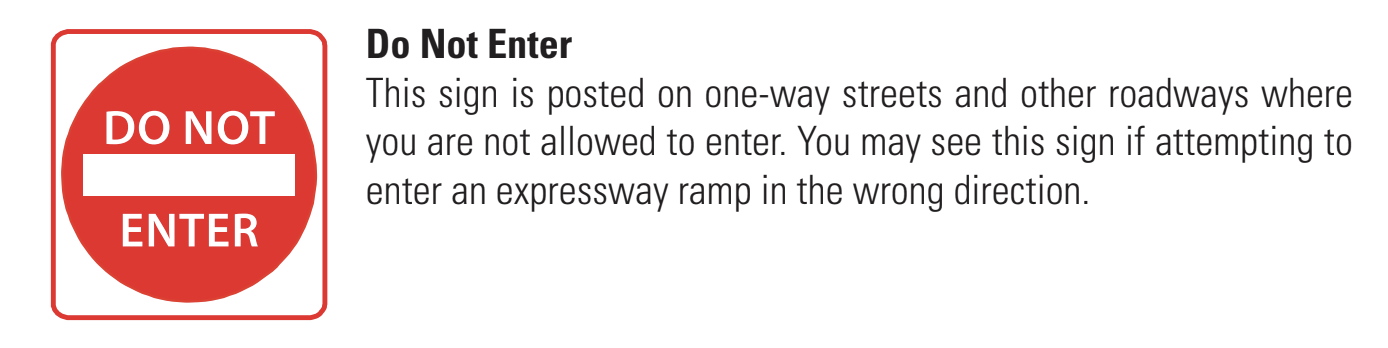 DO NOT
ENTER
Do Not Enter
This sign is posted on one-way streets and other roadways where
you are not allowed to enter. You may see this sign if attempting to
enter an expressway ramp in the wrong direction.